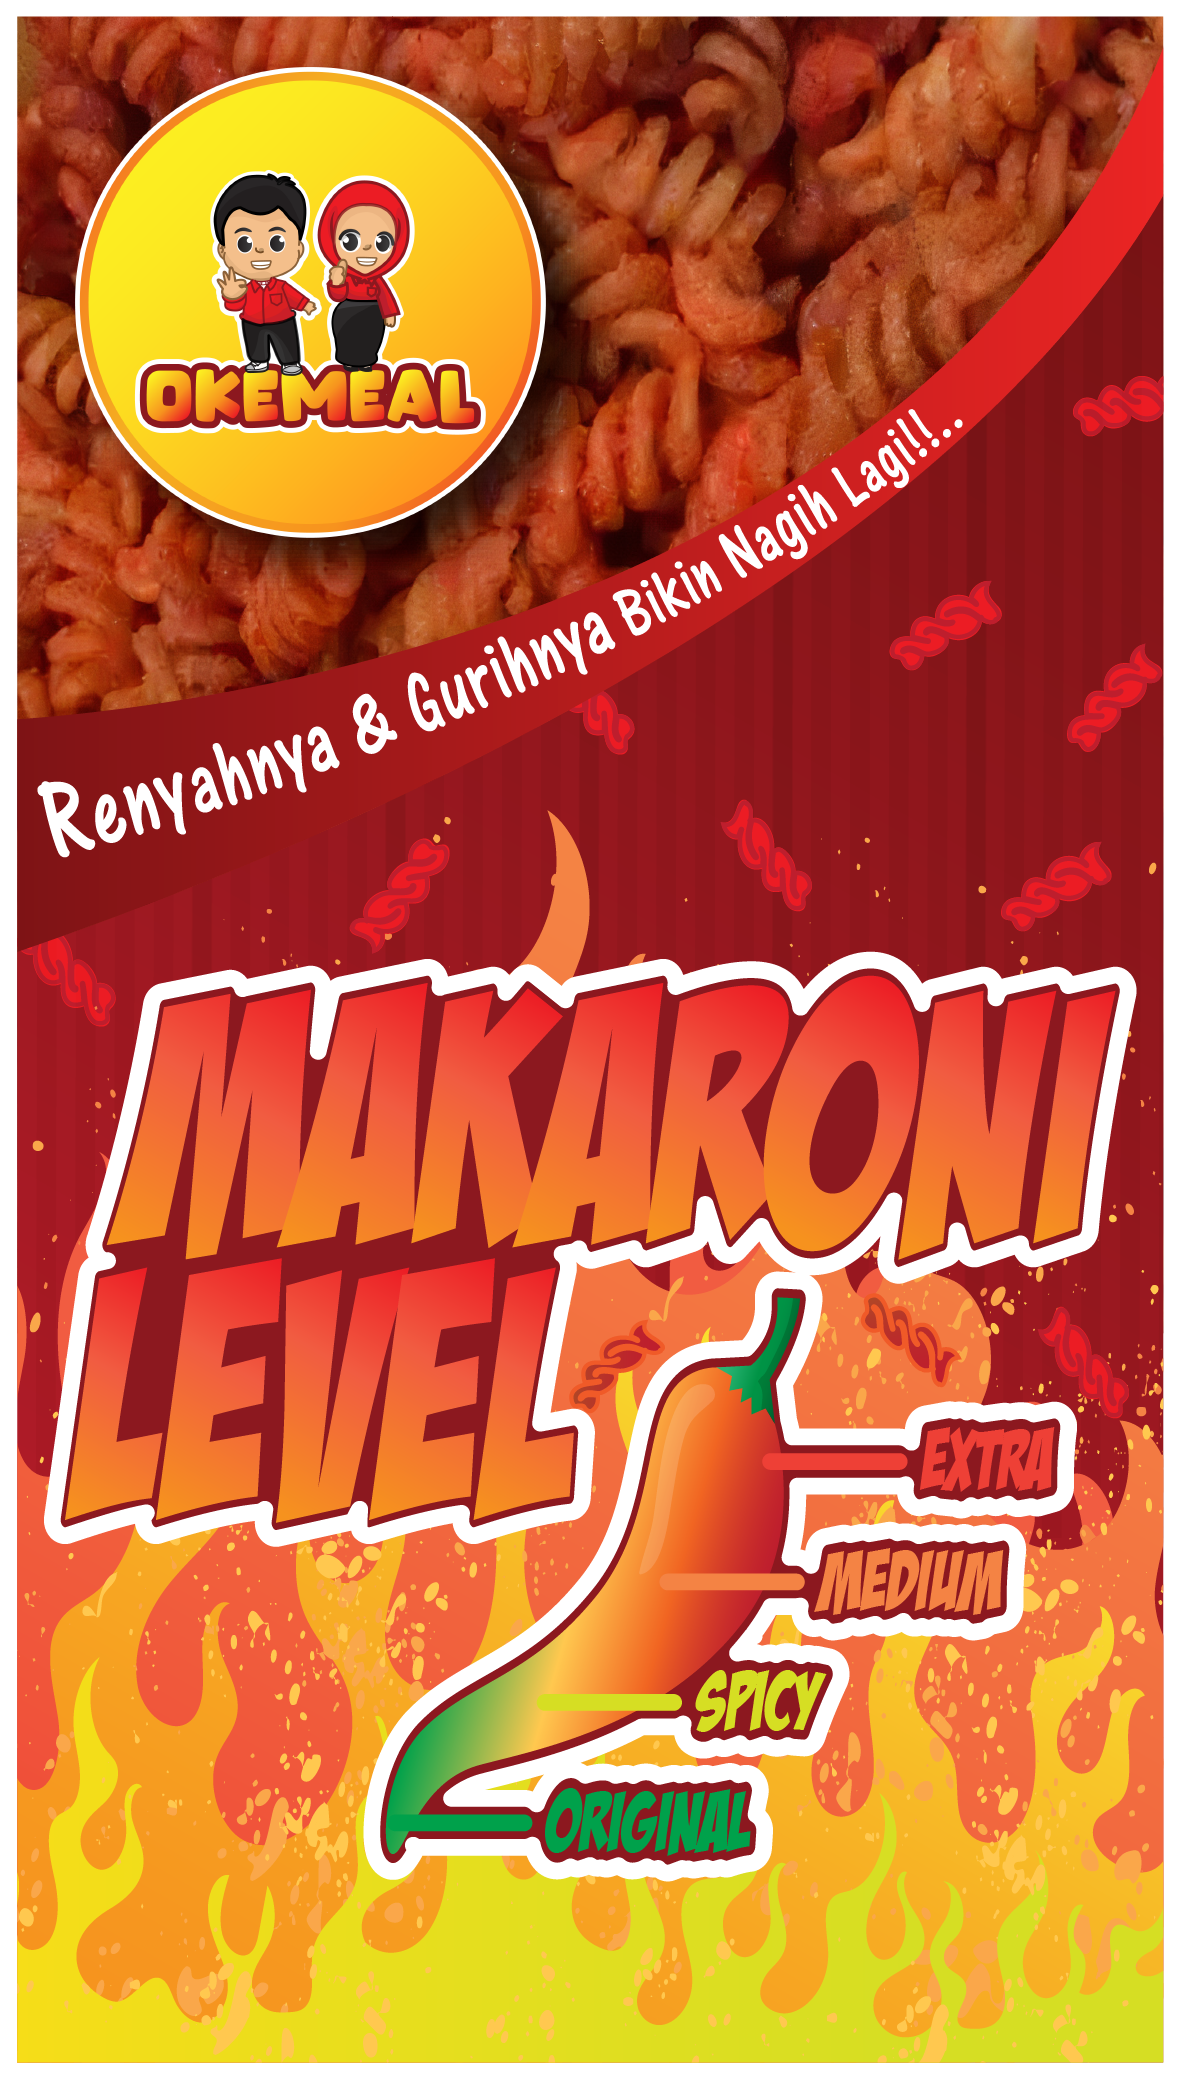 OKEMEAL
Renyahnya & Gurihnya Bikin Nagih Lagi!!..
MAKARONI
LEVEL
EXTRA
MEDIUM
SPICY
ORIGINAL